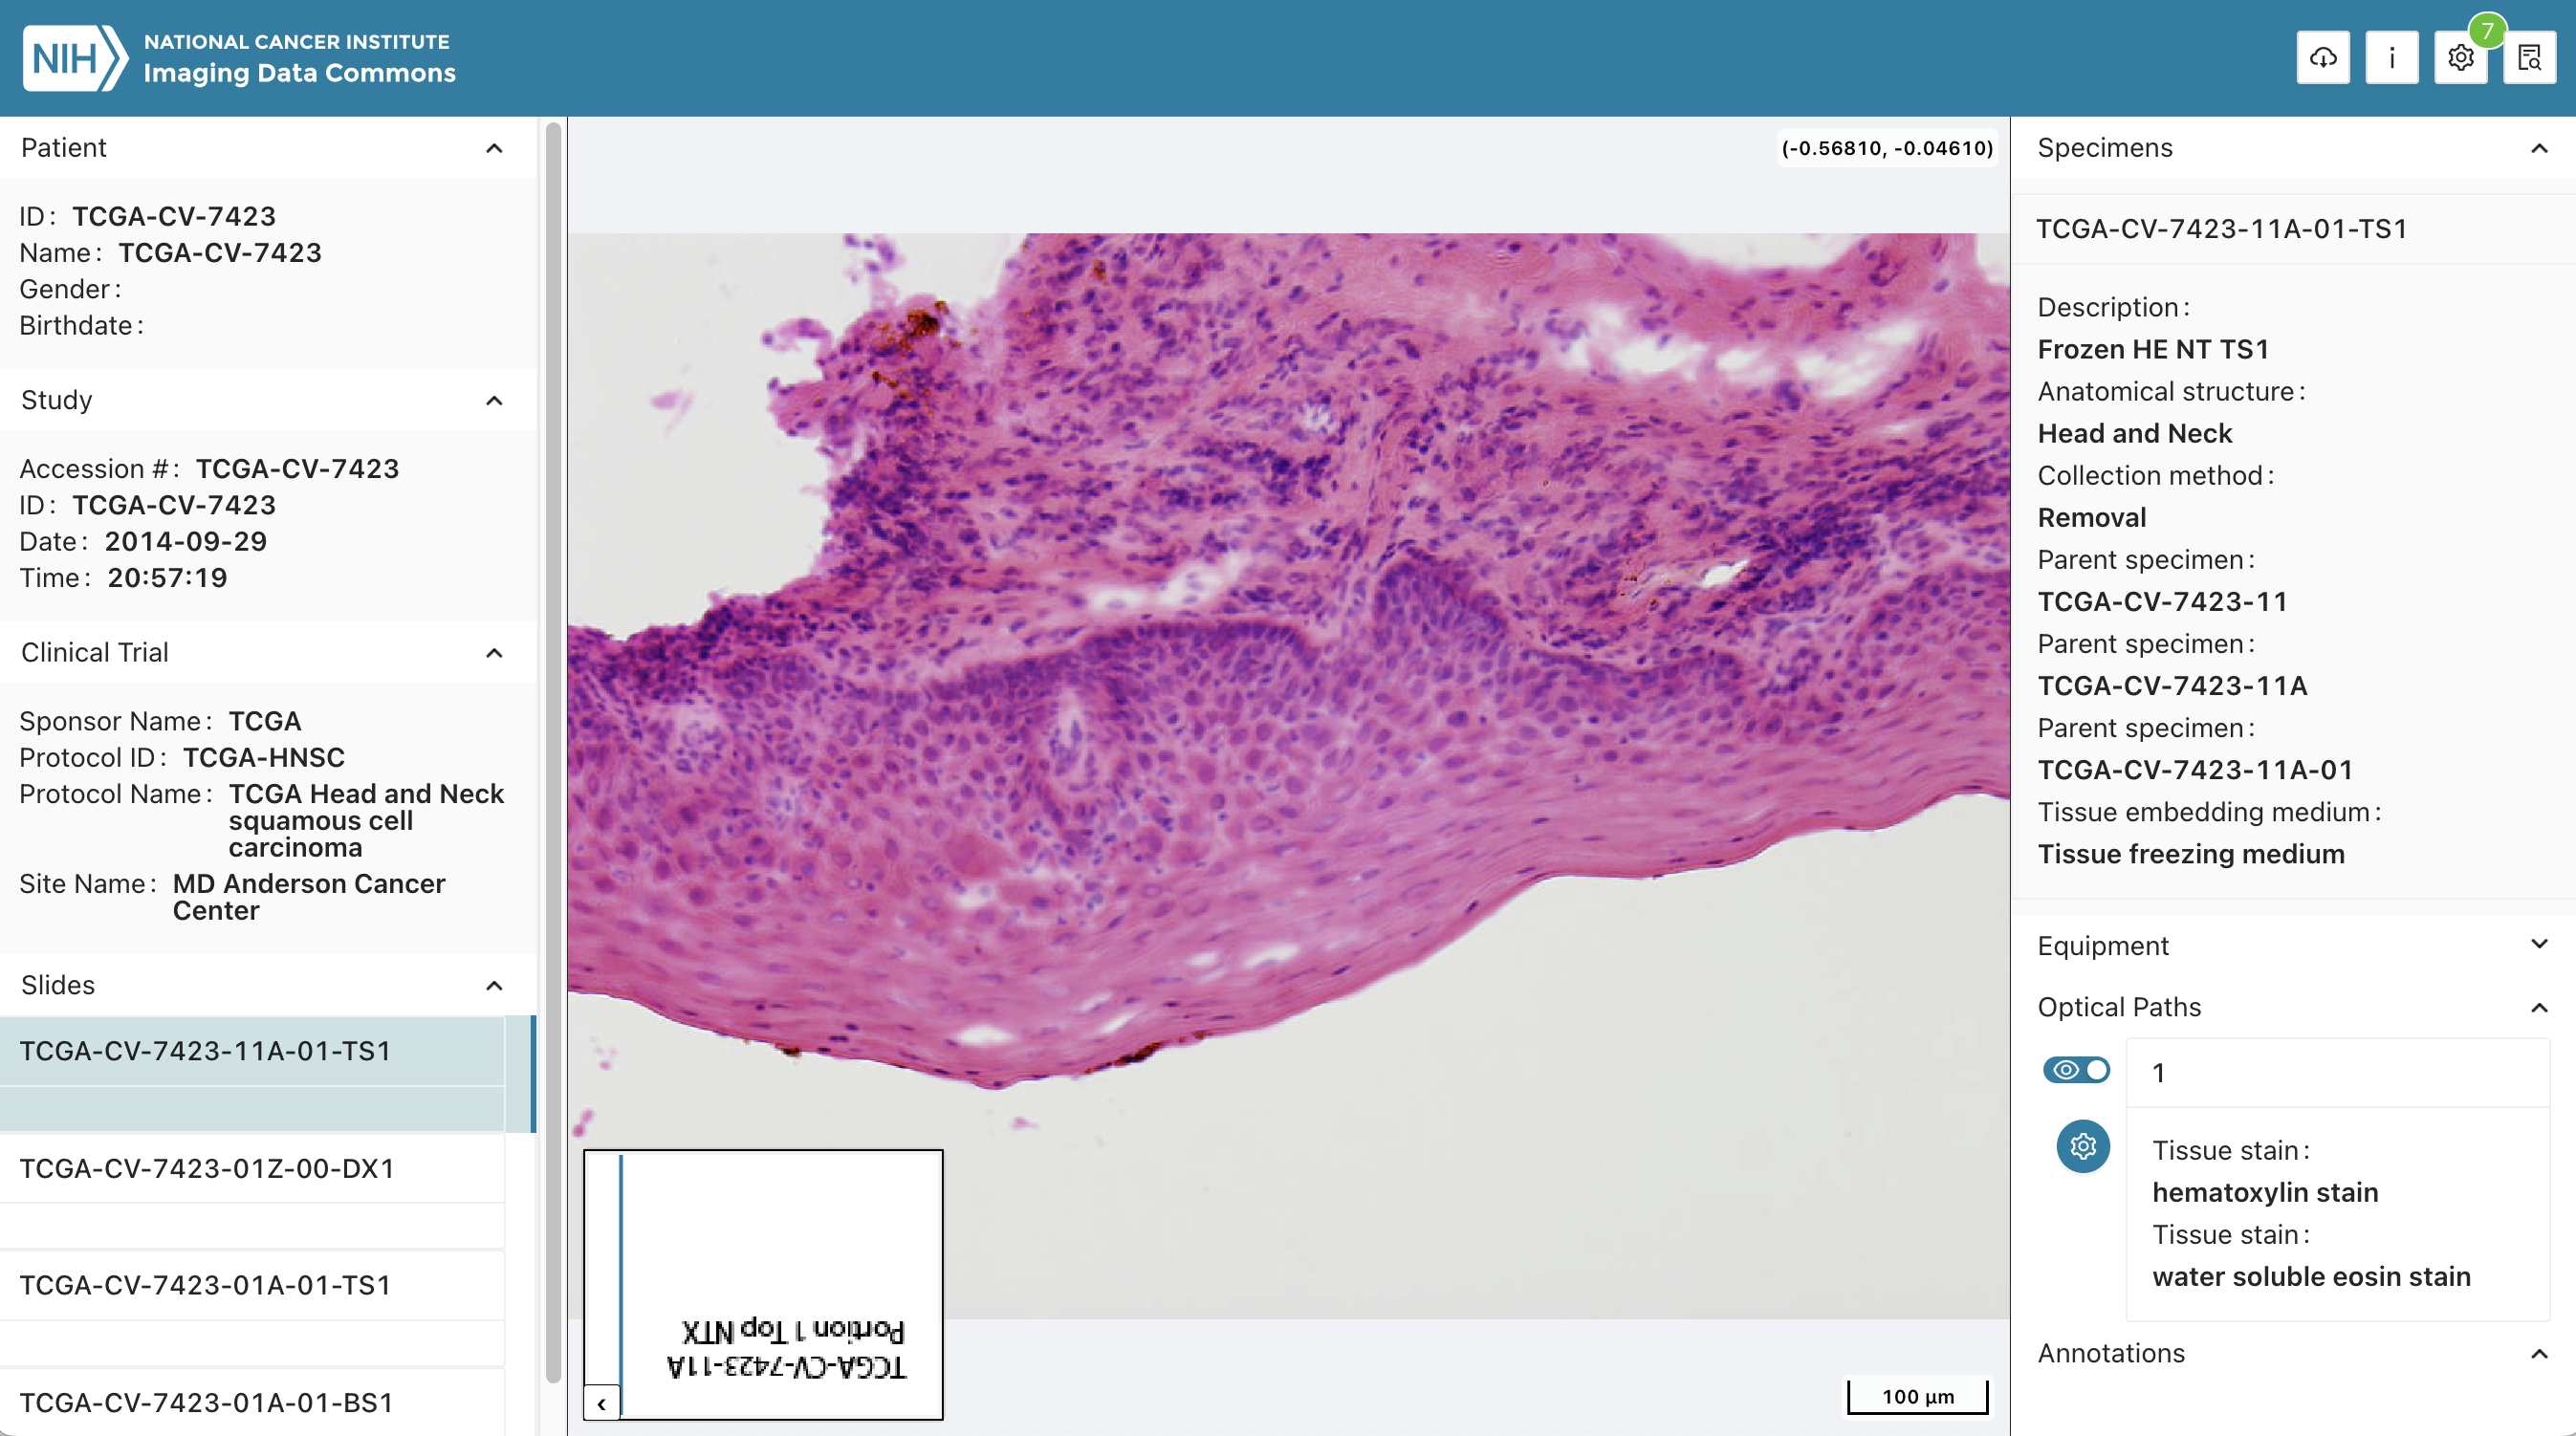 NIH
NATIONAL CANCER INSTITUTE
Imaging Data Commons
i
7
Patient
ID: TCGA-CV-7423
Name: TCGA-CV-7423
Gender:
Birthdate:
Study
Accession #: TCGA-CV-7423
ID: TCGA-CV-7423
Date: 2014-09-29
Time: 20:57:19
Clinical Trial
Sponsor Name: TCGA
Protocol ID: TCGA-HNSC
Protocol Name: TCGA Head and Neck
squamous cell
carcinoma
Site Name: MD Anderson Cancer
Center
Slides
TCGA-CV-7423-11A-01-TS1
TCGA-CV-7423-01Z-00-DX1
TCGA-CV-7423-01A-01-TS1
TCGA-CV-7423-01A-01-BS1
(-0.56810, -0.04610)
TCGA-CV-7423-11A
Portion 1 Top NTX
100 µm
Specimens
TCGA-CV-7423-11A-01-TS1
Description:
Frozen HE NT TS1
Anatomical structure:
Head and Neck
Collection method:
Removal
Parent specimen:
TCGA-CV-7423-11
Parent specimen:
TCGA-CV-7423-11A
Parent specimen:
TCGA-CV-7423-11A-01
Tissue embedding medium:
Tissue freezing medium
Equipment
Optical Paths
1
Tissue stain:
hematoxylin stain
Tissue stain:
water soluble eosin stain
Annotations